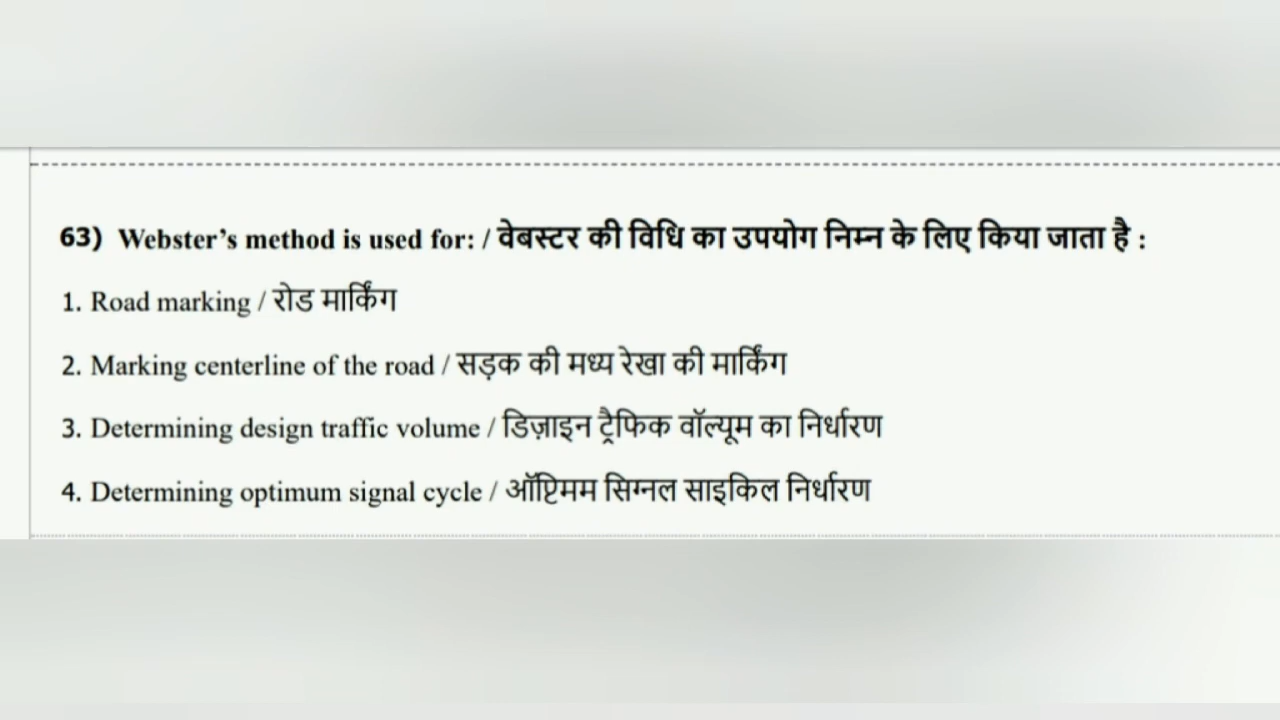 63) Webster's method is used for: / वेबस्टर की विधि का उपयोग निम्न के लिए किया जाता है :
1. Road marking / रोड मार्किंग
2. Marking centerline of the road / सड़क की मध्य रेखा की मार्किंग
3. Determining design traffic volume / डिज़ाइन ट्रैफिक वॉल्यूम का निर्धारण
4. Determining optimum signal cycle / ऑप्टिमम सिग्नल साइकिल निर्धारण